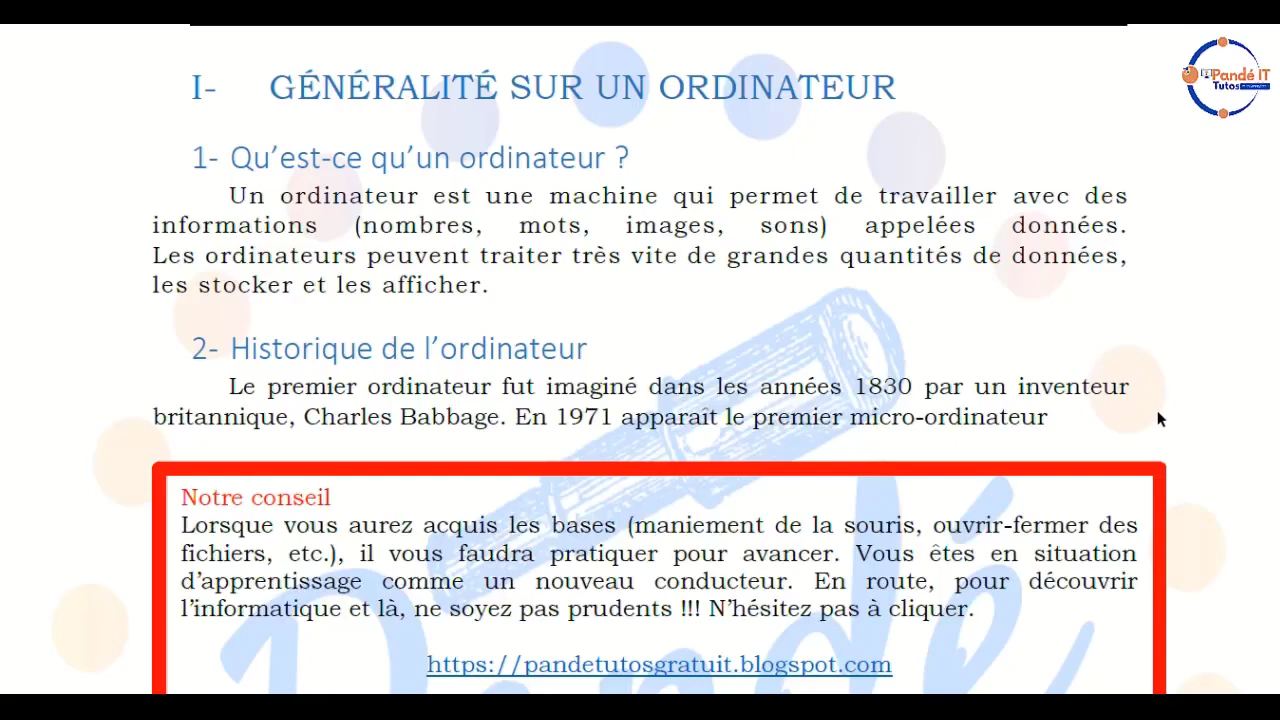 Pandé IT
Tutos
I- GÉNÉRALITÉ SUR UN ORDINATEUR
1- Qu’est-ce qu’un ordinateur ?
Un ordinateur est une machine qui permet de travailler avec des
informations (nombres, mots, images, sons) appelées données.
Les ordinateurs peuvent traiter très vite de grandes quantités de données,
les stocker et les afficher.
2- Historique de l’ordinateur
Le premier ordinateur fut imaginé dans les années 1830 par un inventeur
britannique, Charles Babbage. En 1971 apparaît le premier micro-ordinateur
Notre conseil
Lorsque vous aurez acquis les bases (maniement de la souris, ouvrir-fermer des
fichiers, etc.), il vous faudra pratiquer pour avancer. Vous êtes en situation
d’apprentissage comme un nouveau conducteur. En route, pour découvrir
l’informatique et là, ne soyez pas prudents !!! N’hésitez pas à cliquer.
https://pandetutosgratuit.blogspot.com
Pandé